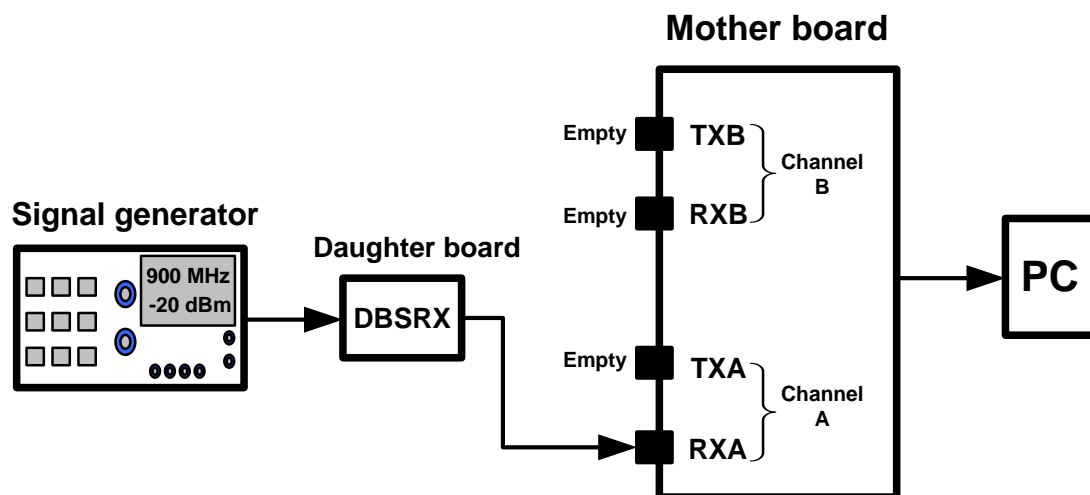 Mother board
Empty
TXB
Channel
B
Empty
RXB
Signal generator
900 MHz
-20 dBm
Daughter board
DBSRX
PC
Empty
TXA
Channel
A
RXA